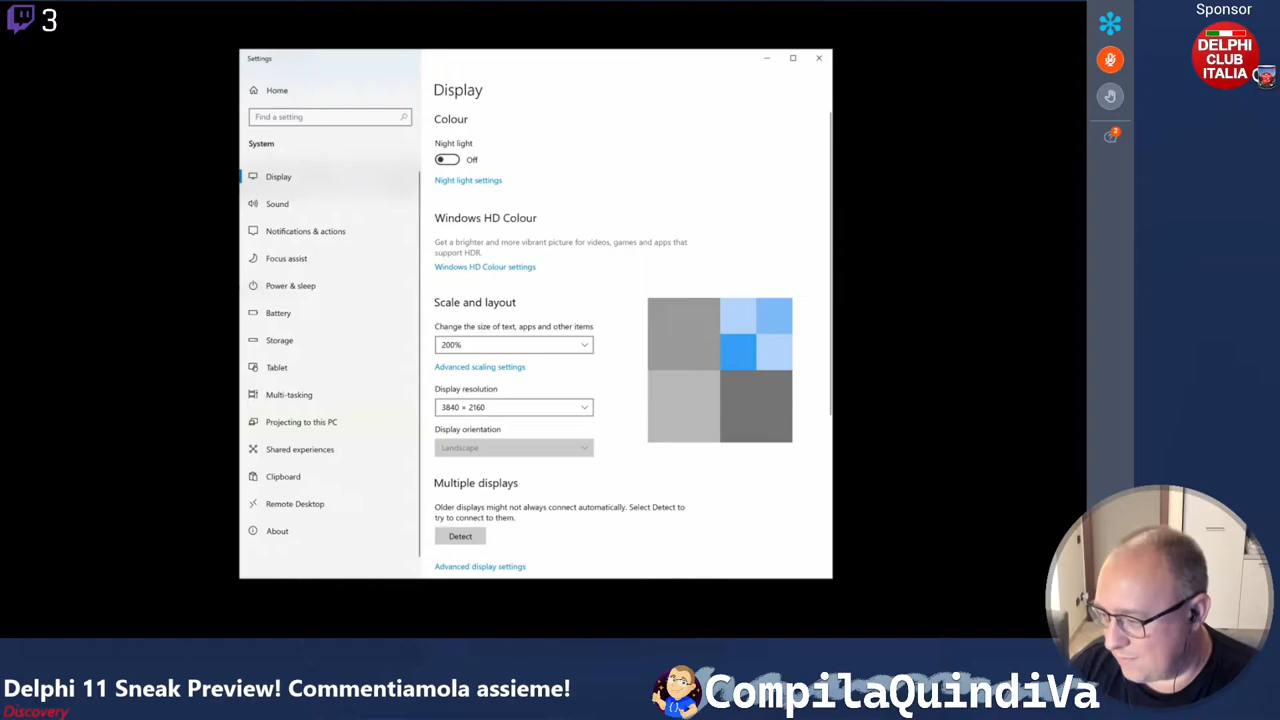 3
Sponsor
DELPHI
CLUB
ITALIA
Settings
Home
Find a setting
System
Display
Sound
Notifications & actions
Focus assist
Power & sleep
Battery
Storage
Tablet
Multi-tasking
Projecting to this PC
Shared experiences
Clipboard
Remote Desktop
About
Display
Colour
Night light
Off
Night light settings
Windows HD Colour
Get a brighter and more vibrant picture for videos, games and apps that
support HDR.
Windows HD Colour settings
Scale and layout
Change the size of text, apps and other items
200%
Advanced scaling settings
Display resolution
3840 × 2160
Display orientation
Landscape
Multiple displays
Older displays might not always connect automatically. Select Detect to
try to connect to them.
Detect
Advanced display settings
2
Delphi 11 Sneak Preview! Commentiamola assieme!
Discovery
{}
CompilaQuindiVa